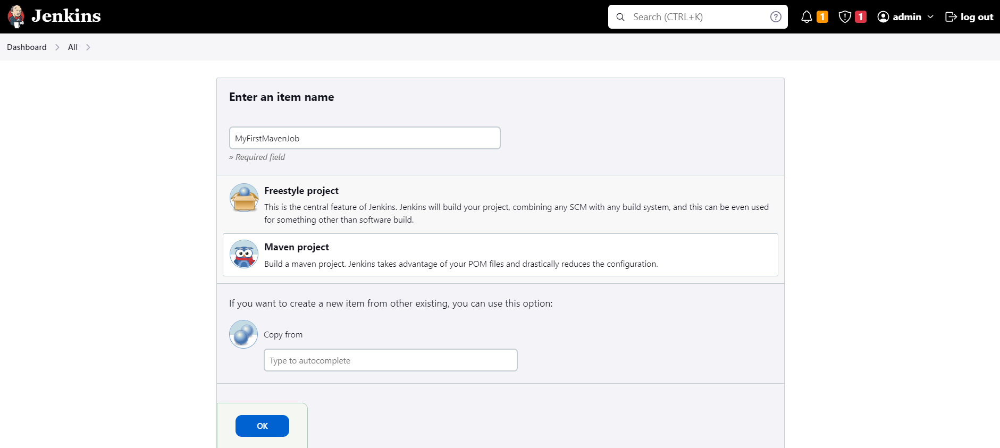 Jenkins
Search (CTRL+K)
1
1
admin
log out
Dashboard
All
Enter an item name
MyFirstMavenJob
» Required field
Freestyle project
This is the central feature of Jenkins. Jenkins will build your project, combining any SCM with any build system, and this can be even used
for something other than software build.
Maven project
Build a maven project. Jenkins takes advantage of your POM files and drastically reduces the configuration.
If you want to create a new item from other existing, you can use this option:
Copy from
Type to autocomplete
OK